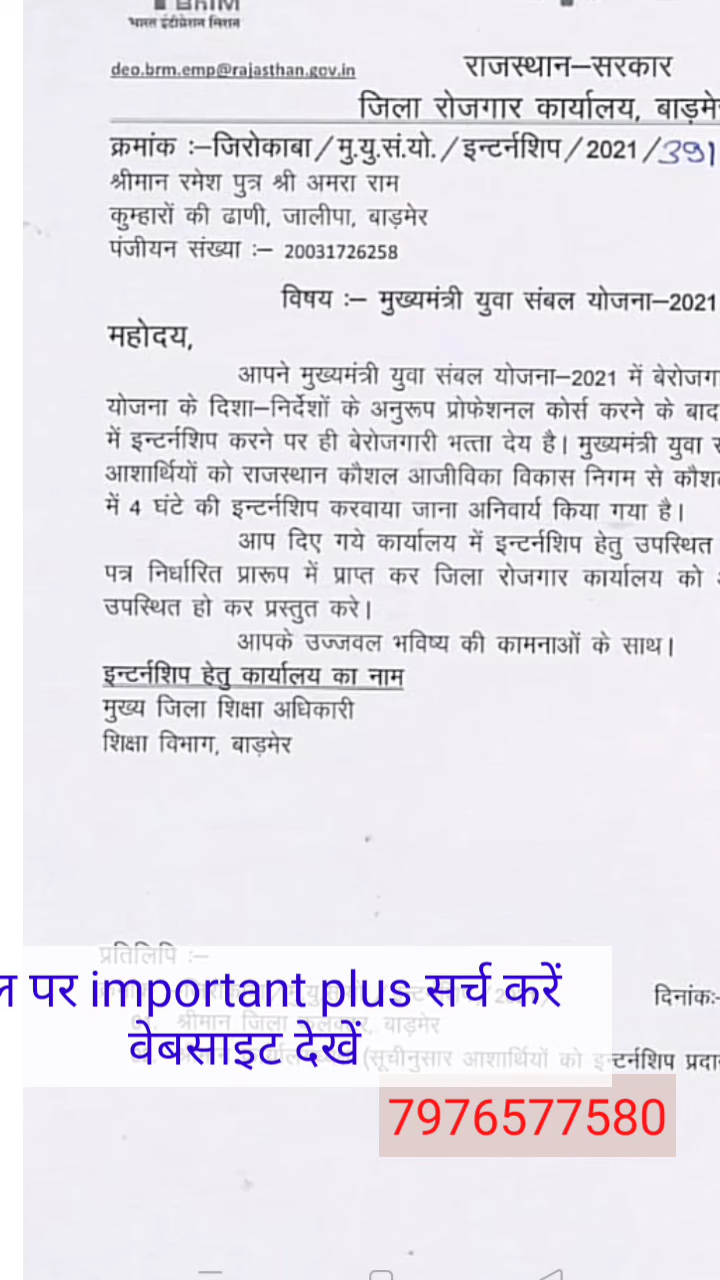 भारत इंटीग्रेशन मिशन
deo.brm.emp@rajasthan.gov.in
राजस्थान–सरकार
जिला रोजगार कार्यालय, बाड़मेर
क्रमांक :–जिरोकाबा/मु.यु.सं.यो./इन्टर्नशिप/2021/391
श्रीमान रमेश पुत्र श्री अमरा राम
कुम्हारों की ढाणी, जालीपा, बाड़मेर
पंजीयन संख्या :– 20031726258
विषय :– मुख्यमंत्री युवा संबल योजना–2021
महोदय,
आपने मुख्यमंत्री युवा संबल योजना–2021 में बेरोजगा
योजना के दिशा–निर्देशों के अनुरूप प्रोफेशनल कोर्स करने के बाद
में इन्टर्नशिप करने पर ही बेरोजगारी भत्ता देय है। मुख्यमंत्री युवा स
आशार्थियों को राजस्थान कौशल आजीविका विकास निगम से कौश
में 4 घंटे की इन्टर्नशिप करवाया जाना अनिवार्य किया गया है।
आप दिए गये कार्यालय में इन्टर्नशिप हेतु उपस्थित
पत्र निर्धारित प्रारूप में प्राप्त कर जिला रोजगार कार्यालय को
उपस्थित हो कर प्रस्तुत करे।
आपके उज्जवल भविष्य की कामनाओं के साथ।
इन्टर्नशिप हेतु कार्यालय का नाम
मुख्य जिला शिक्षा अधिकारी
शिक्षा विभाग, बाड़मेर
प्रतिलिपि :–
पर important plus सर्च करें
दिनांक:-
श्रीमान जिला कलक्टर, बाड़मेर
वेबसाइट देखें
(सूचीनुसार आशार्थियों को इन्टर्नशिप प्रदा
7976577580